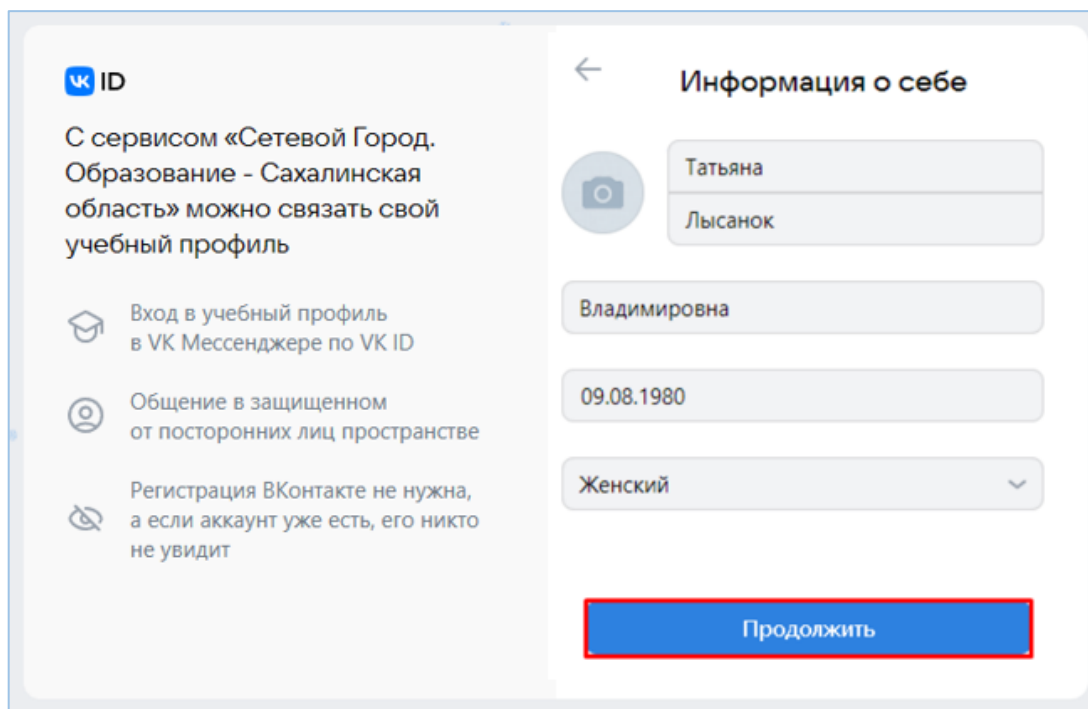 VK ID
С сервисом «Сетевой Город.
Образование - Сахалинская
область» можно связать свой
учебный профиль
Вход в учебный профиль
в VK Мессенджере по VK ID
Общение в защищенном
от посторонних лиц пространстве
Регистрация ВКонтакте не нужна,
а если аккаунт уже есть, его никто
не увидит
Информация о себе
Татьяна
Лысанок
Владимировна
09.08.1980
Женский
Продолжить